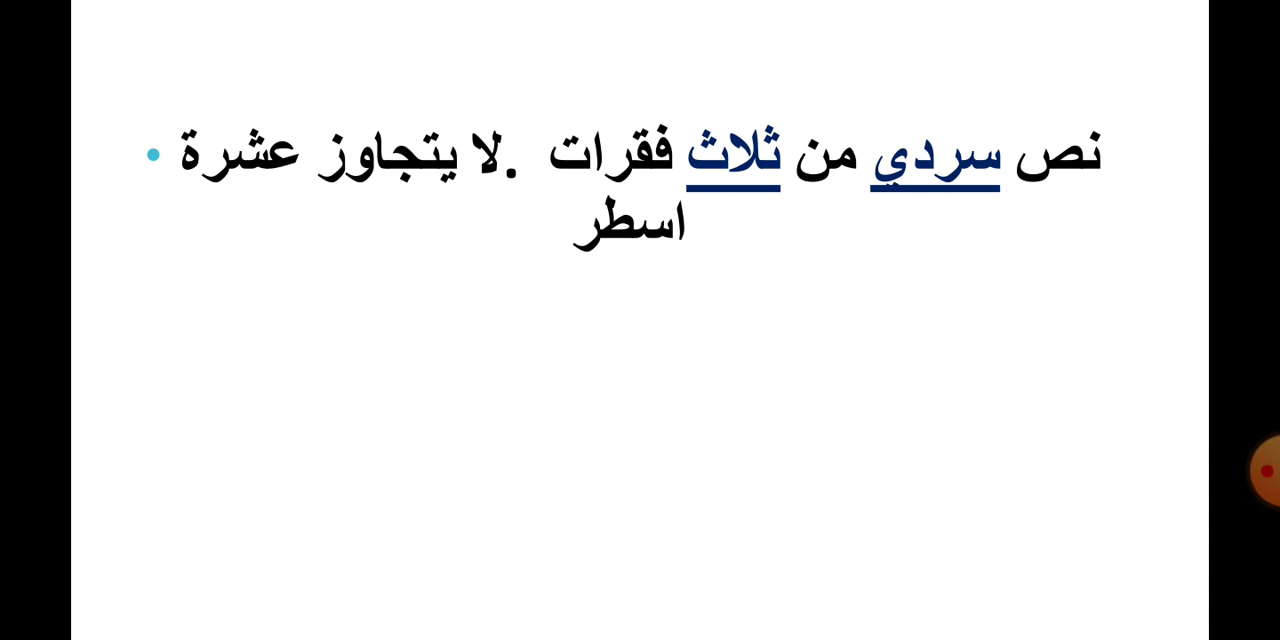 نص سردي من ثلاث فقرات .لا يتجاوز عشرة
اسطر